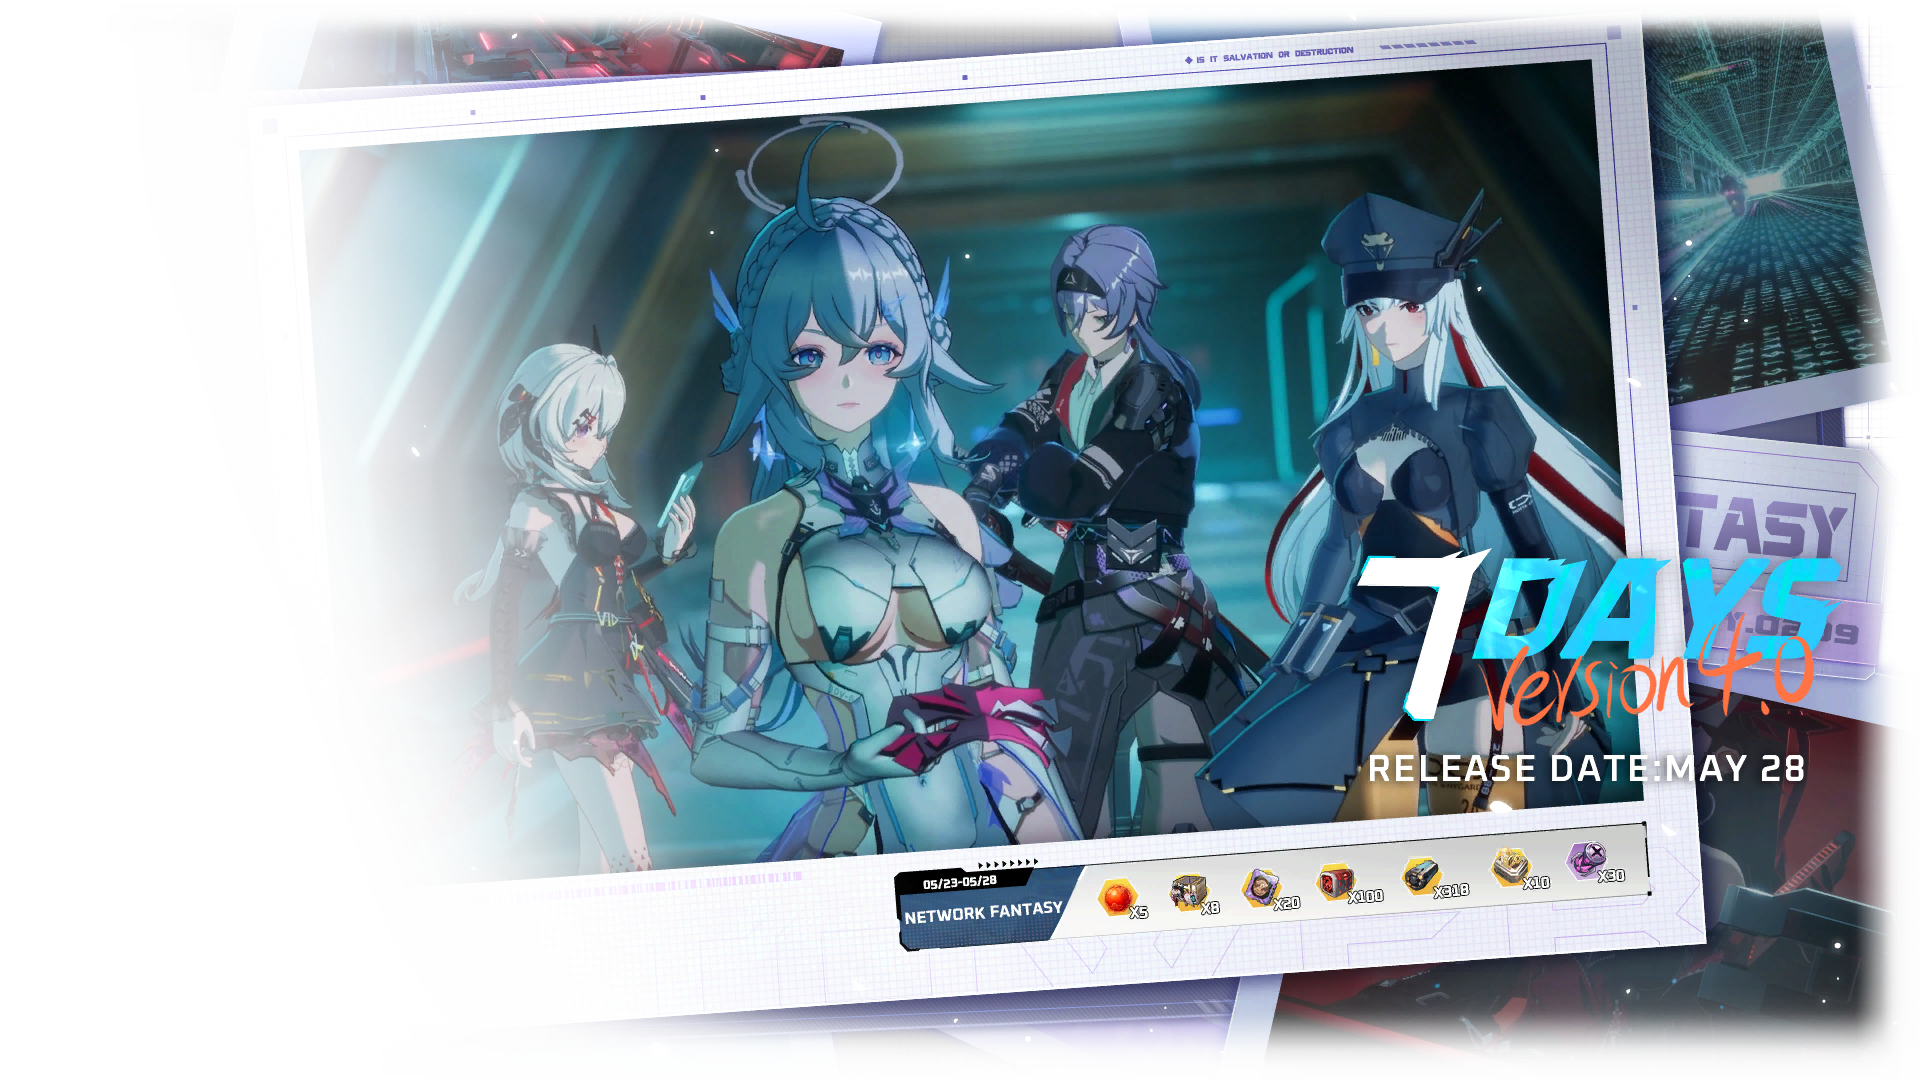 IS IT SALVATION OR DESTRUCTION
TASY
7 DAYS
Version 4.0
RELEASE DATE:MAY 28
05/23-05/28
NETWORK FANTASY
X5
X8
X20
X100
X318
X10
X30